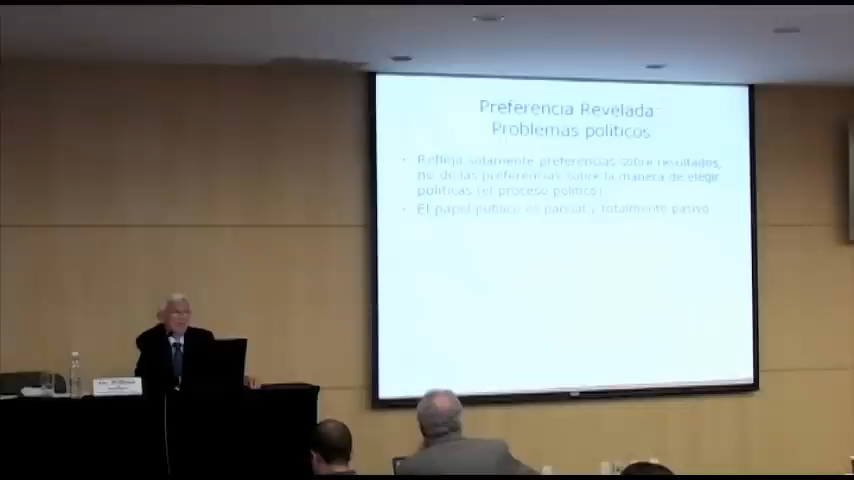 Preferencia Revelada
Problemas políticos
• Refleja solamente preferencias sobre resultados,
no de las preferencias sobre la manera de elegir
políticas (el proceso político)
• El papel público es parcial y totalmente pasivo